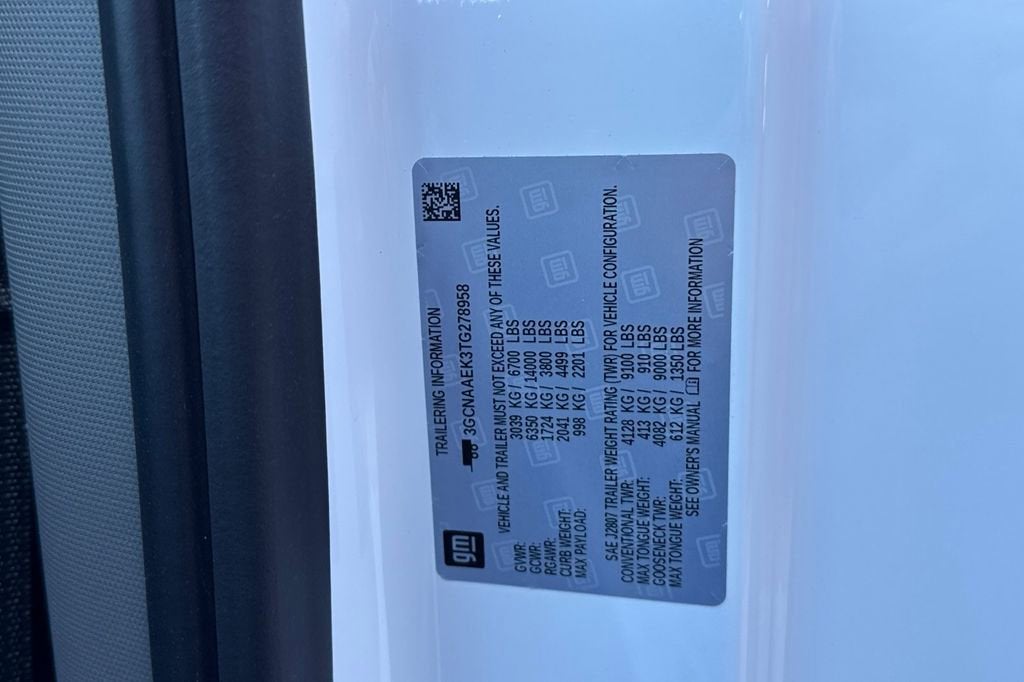 gm
TRAILERING INFORMATION
3GCNAAEK3TG278958
VEHICLE AND TRAILER MUST NOT EXCEED ANY OF THESE VALUES.
GVWR: 3039 KG/ 6700 LBS
GCWR: 6350 KG/ 14000 LBS
RGAWR: 1724 KG/ 3800 LBS
CURB WEIGHT: 2041 KG/ 4499 LBS
MAX PAYLOAD: 998 KG/ 2201 LBS
SAE J2807 TRAILER WEIGHT RATING (TWR) FOR VEHICLE CONFIGURATION.
CONVENTIONAL TWR: 4128 KG/ 9100 LBS
MAX TONGUE WEIGHT: 413 KG/ 910 LBS
GOOSENECK TWR: 4082 KG/ 9000 LBS
MAX TONGUE WEIGHT: 612 KG/ 1350 LBS
SEE OWNER'S MANUAL FOR MORE INFORMATION